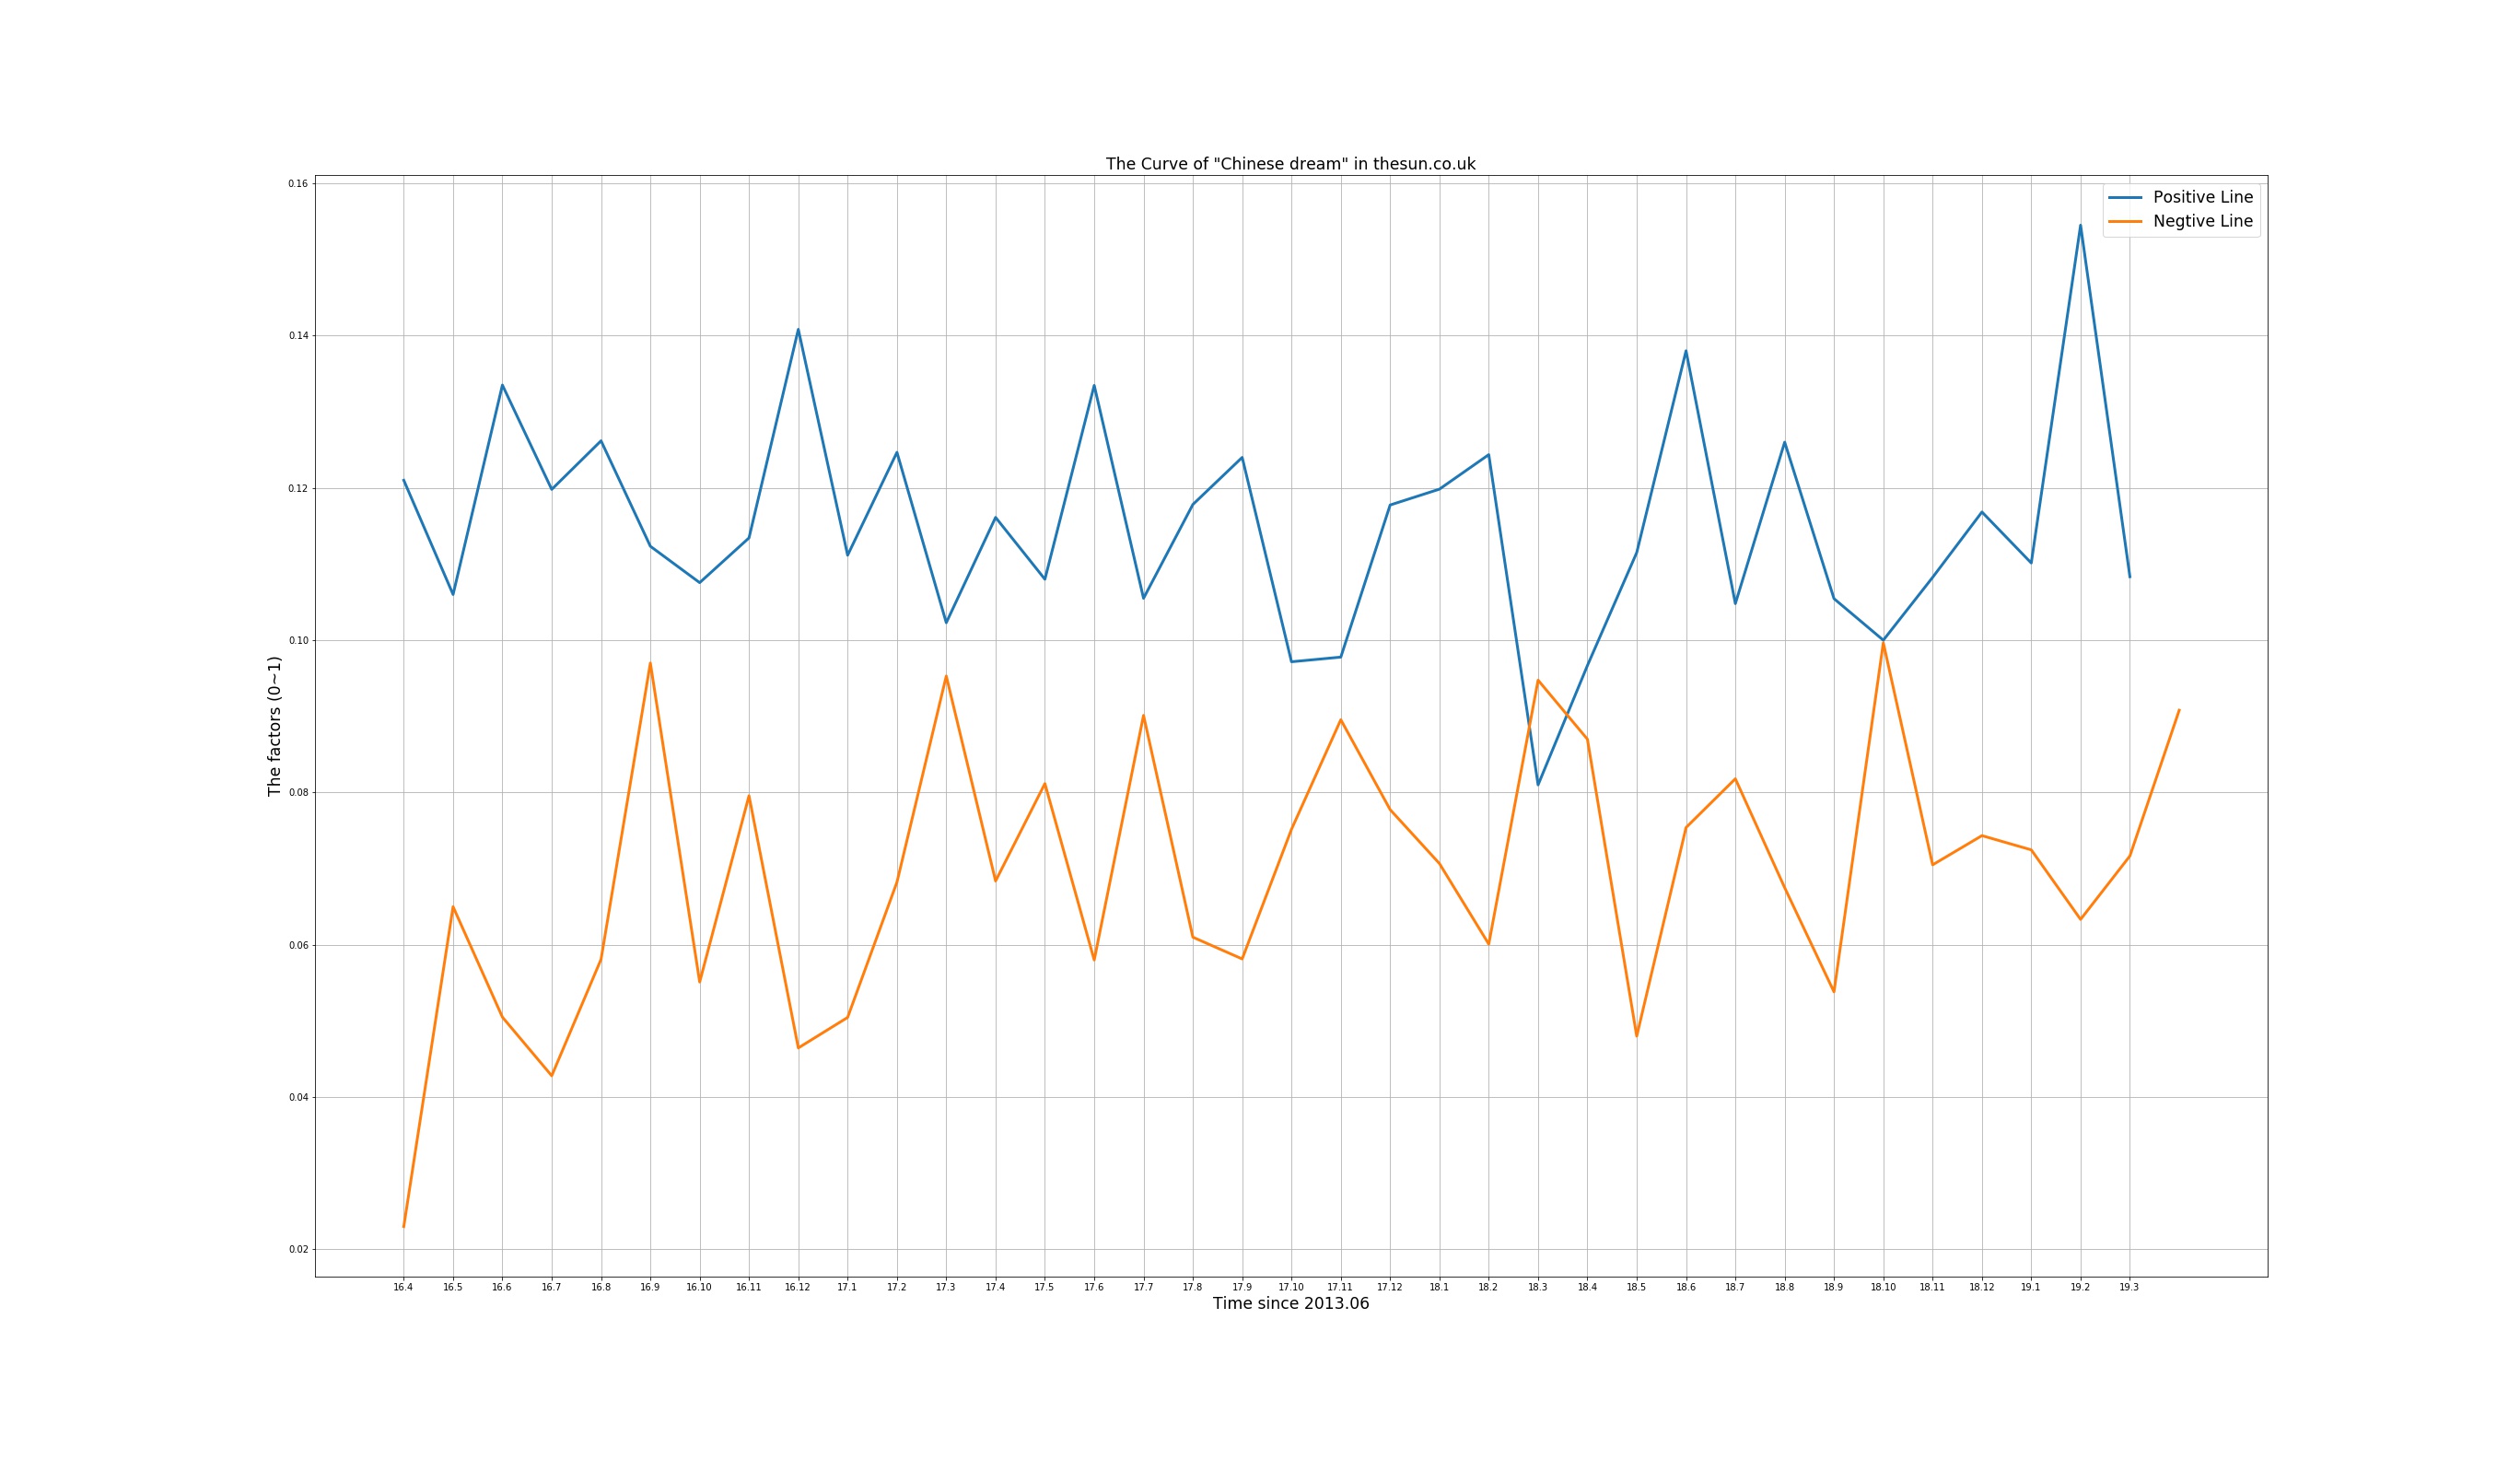 The Curve of "Chinese dream" in thesun.co.uk
Positive Line
Negtive Line
The factors (0~1)
0.16
0.14
0.12
0.10
0.08
0.06
0.04
0.02
16.4 16.5 16.6 16.7 16.8 16.9 16.10 16.11 16.12 17.1 17.2 17.3 17.4 17.5 17.6 17.7 17.8 17.9 17.10 17.11 17.12 18.1 18.2 18.3 18.4 18.5 18.6 18.7 18.8 18.9 18.10 18.11 18.12 19.1 19.2 19.3
Time since 2013.06